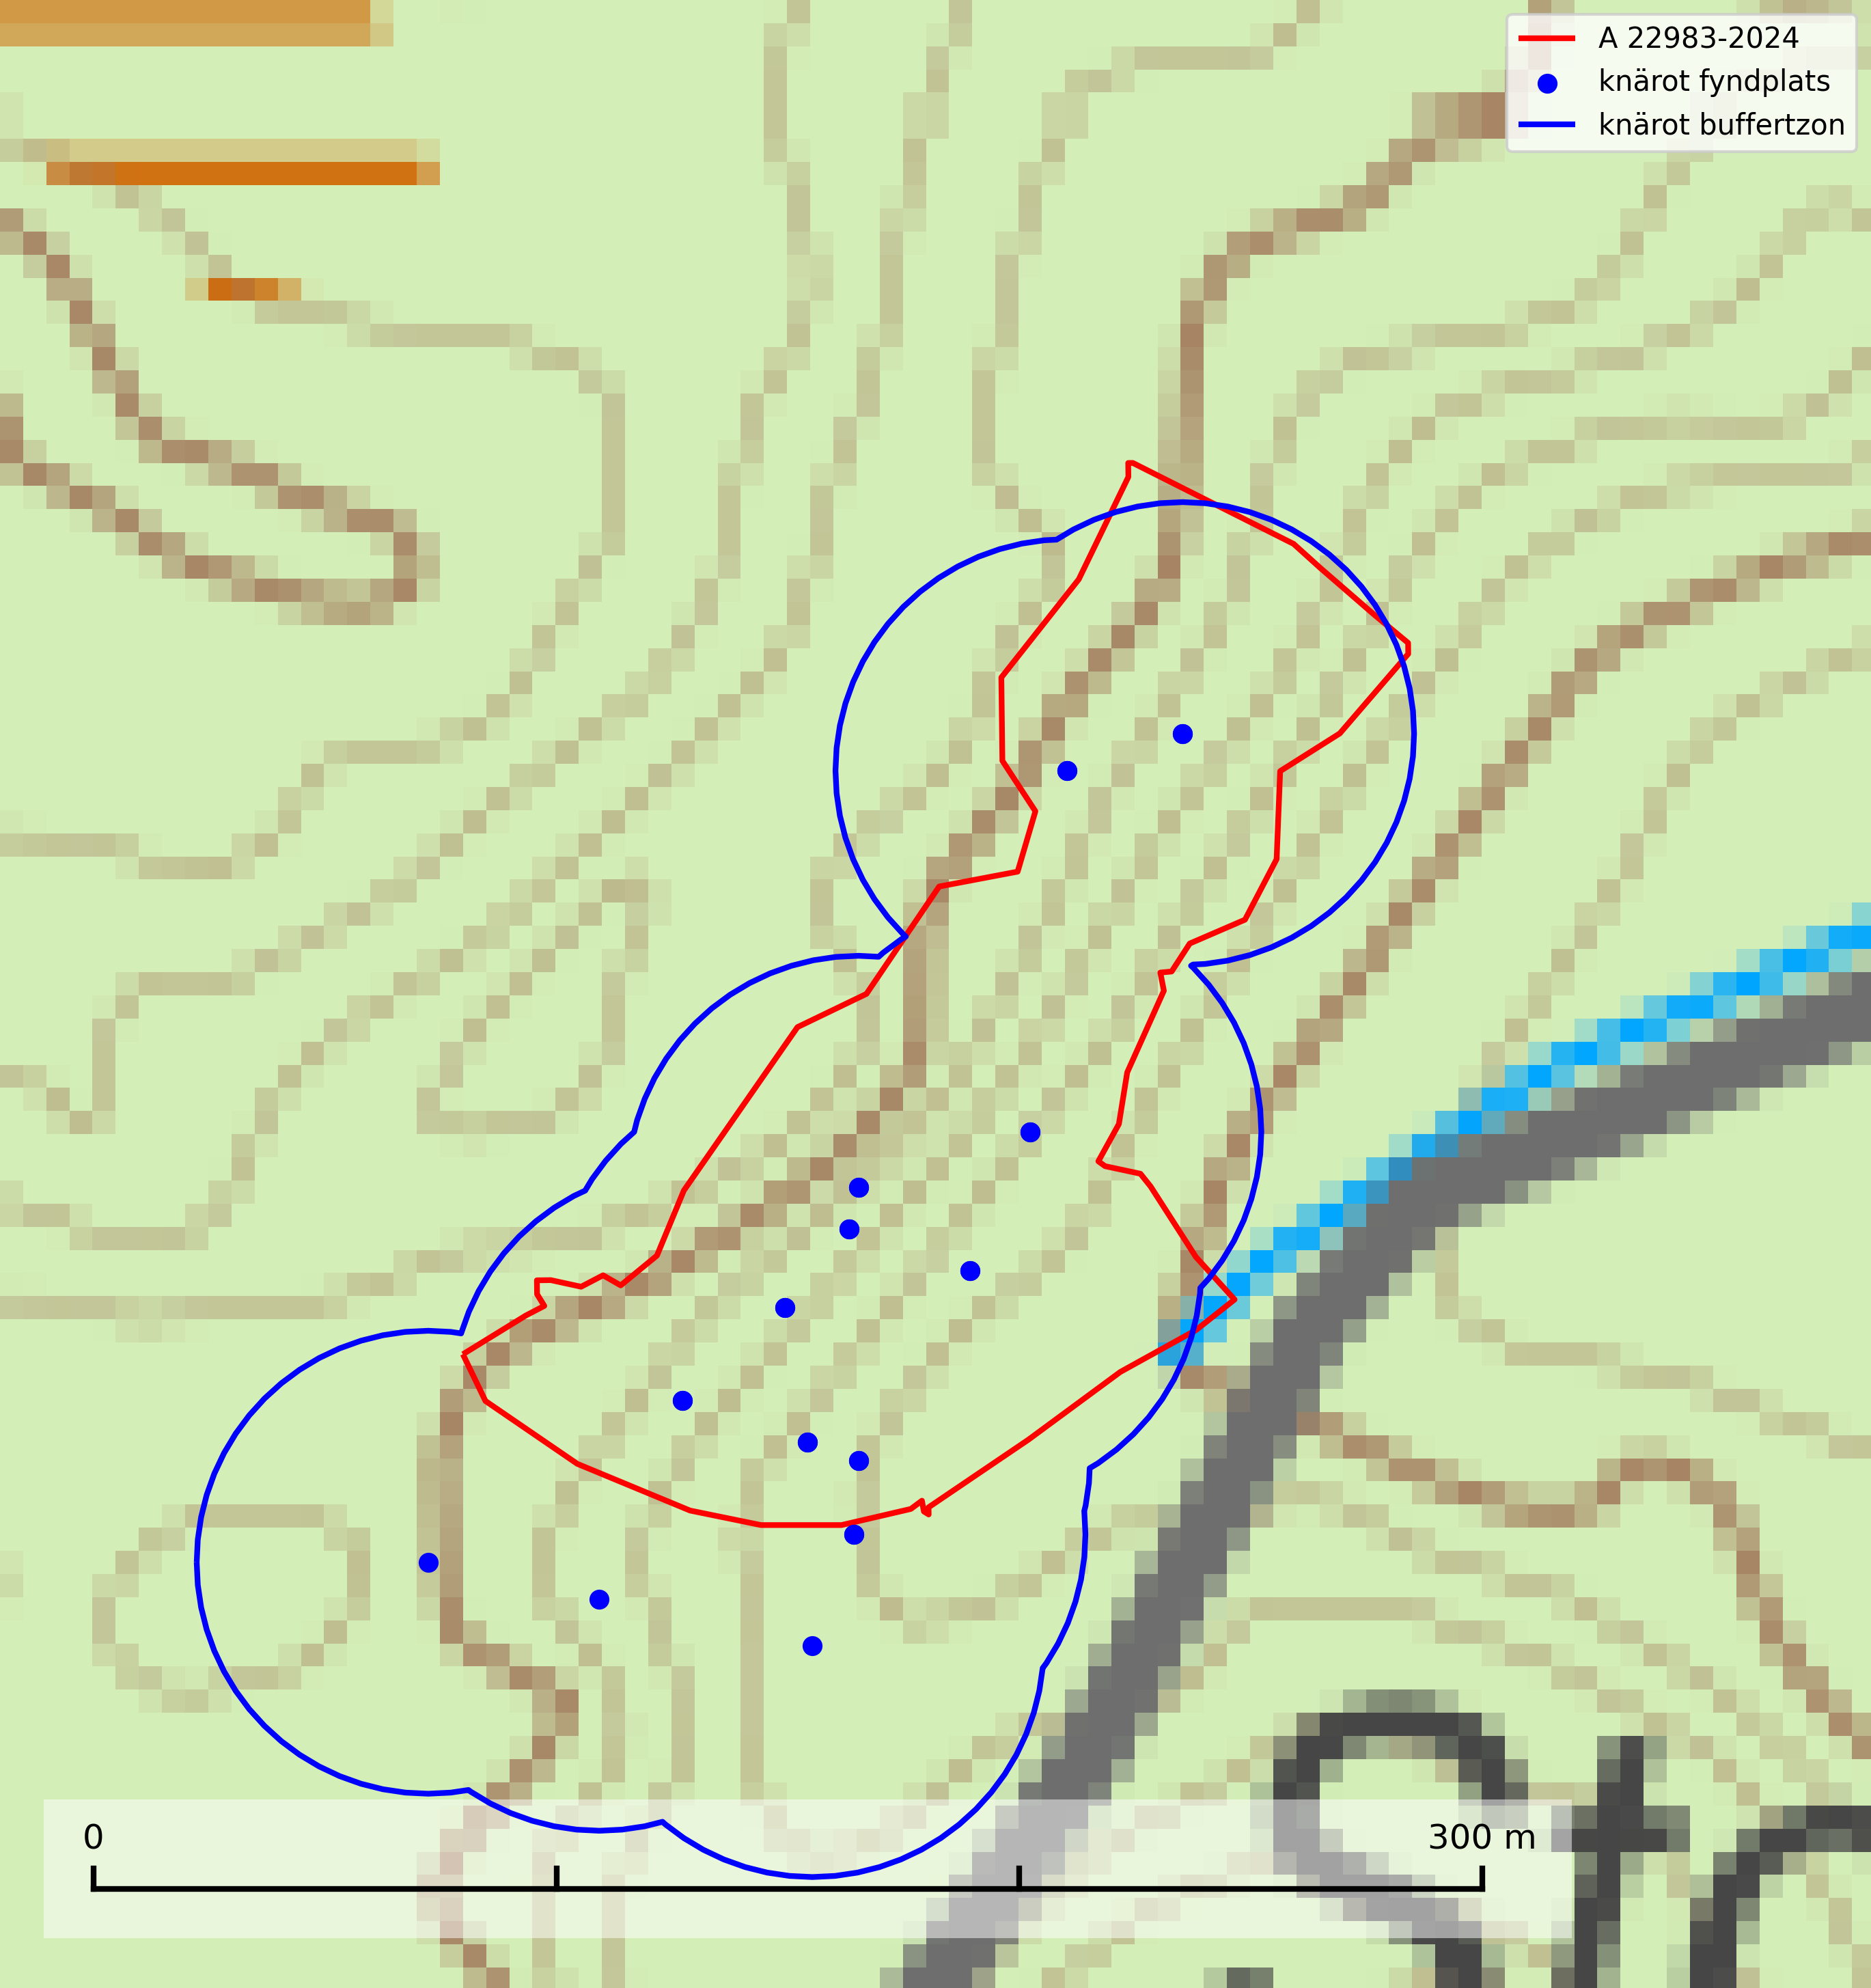 A 22983-2024
knärot fyndplats
knärot buffertzon
0
300 m